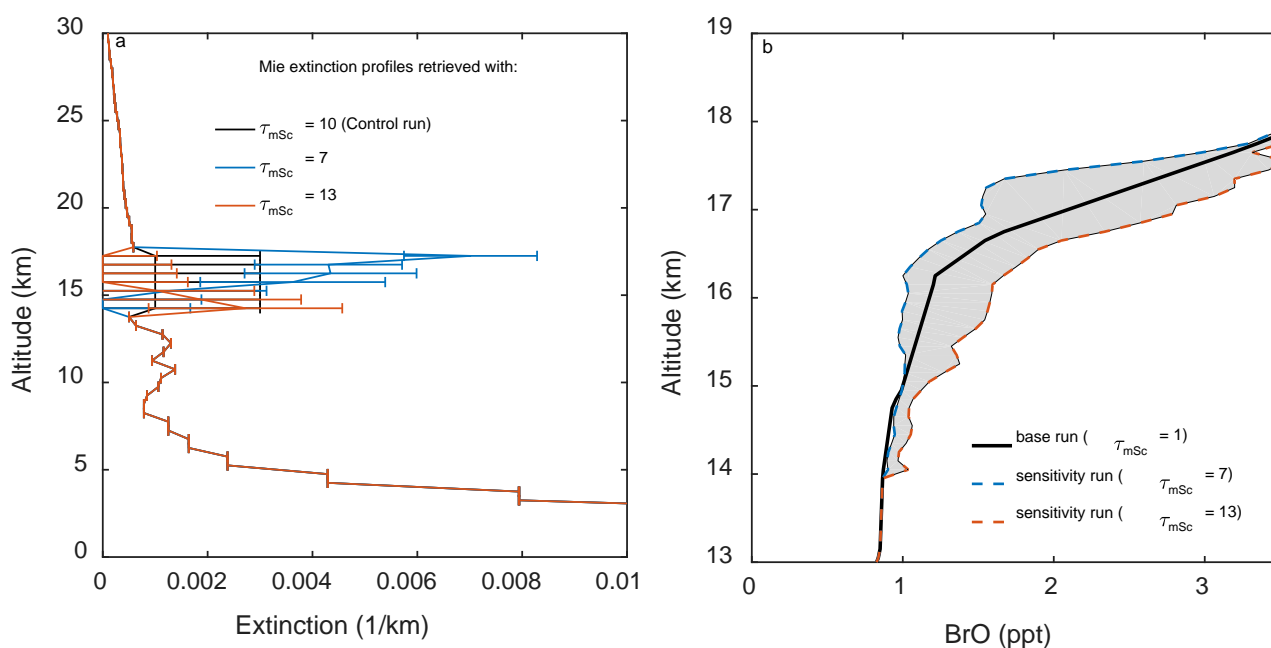 a
Mie extinction profiles retrieved with:
τmSc = 10 (Control run)
τmSc = 7
τmSc = 13
30
25
20
15
10
5
0
Altitude (km)
0 0.002 0.004 0.006 0.008 0.01
Extinction (1/km)
b
19
18
17
16
15
14
13
Altitude (km)
base run ( τmSc = 1)
sensitivity run ( τmSc = 7)
sensitivity run ( τmSc = 13)
1 2 3
BrO (ppt)